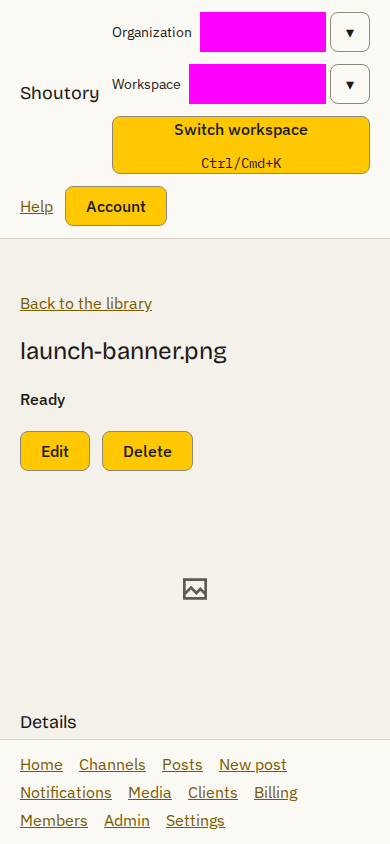 Shoutory
Organization
▼
Workspace
▼
Switch workspace
Ctrl/Cmd+K
Help
Account
Back to the library
launch-banner.png
Ready
Edit
Delete
Details
Home Channels Posts New post
Notifications Media Clients Billing
Members Admin Settings